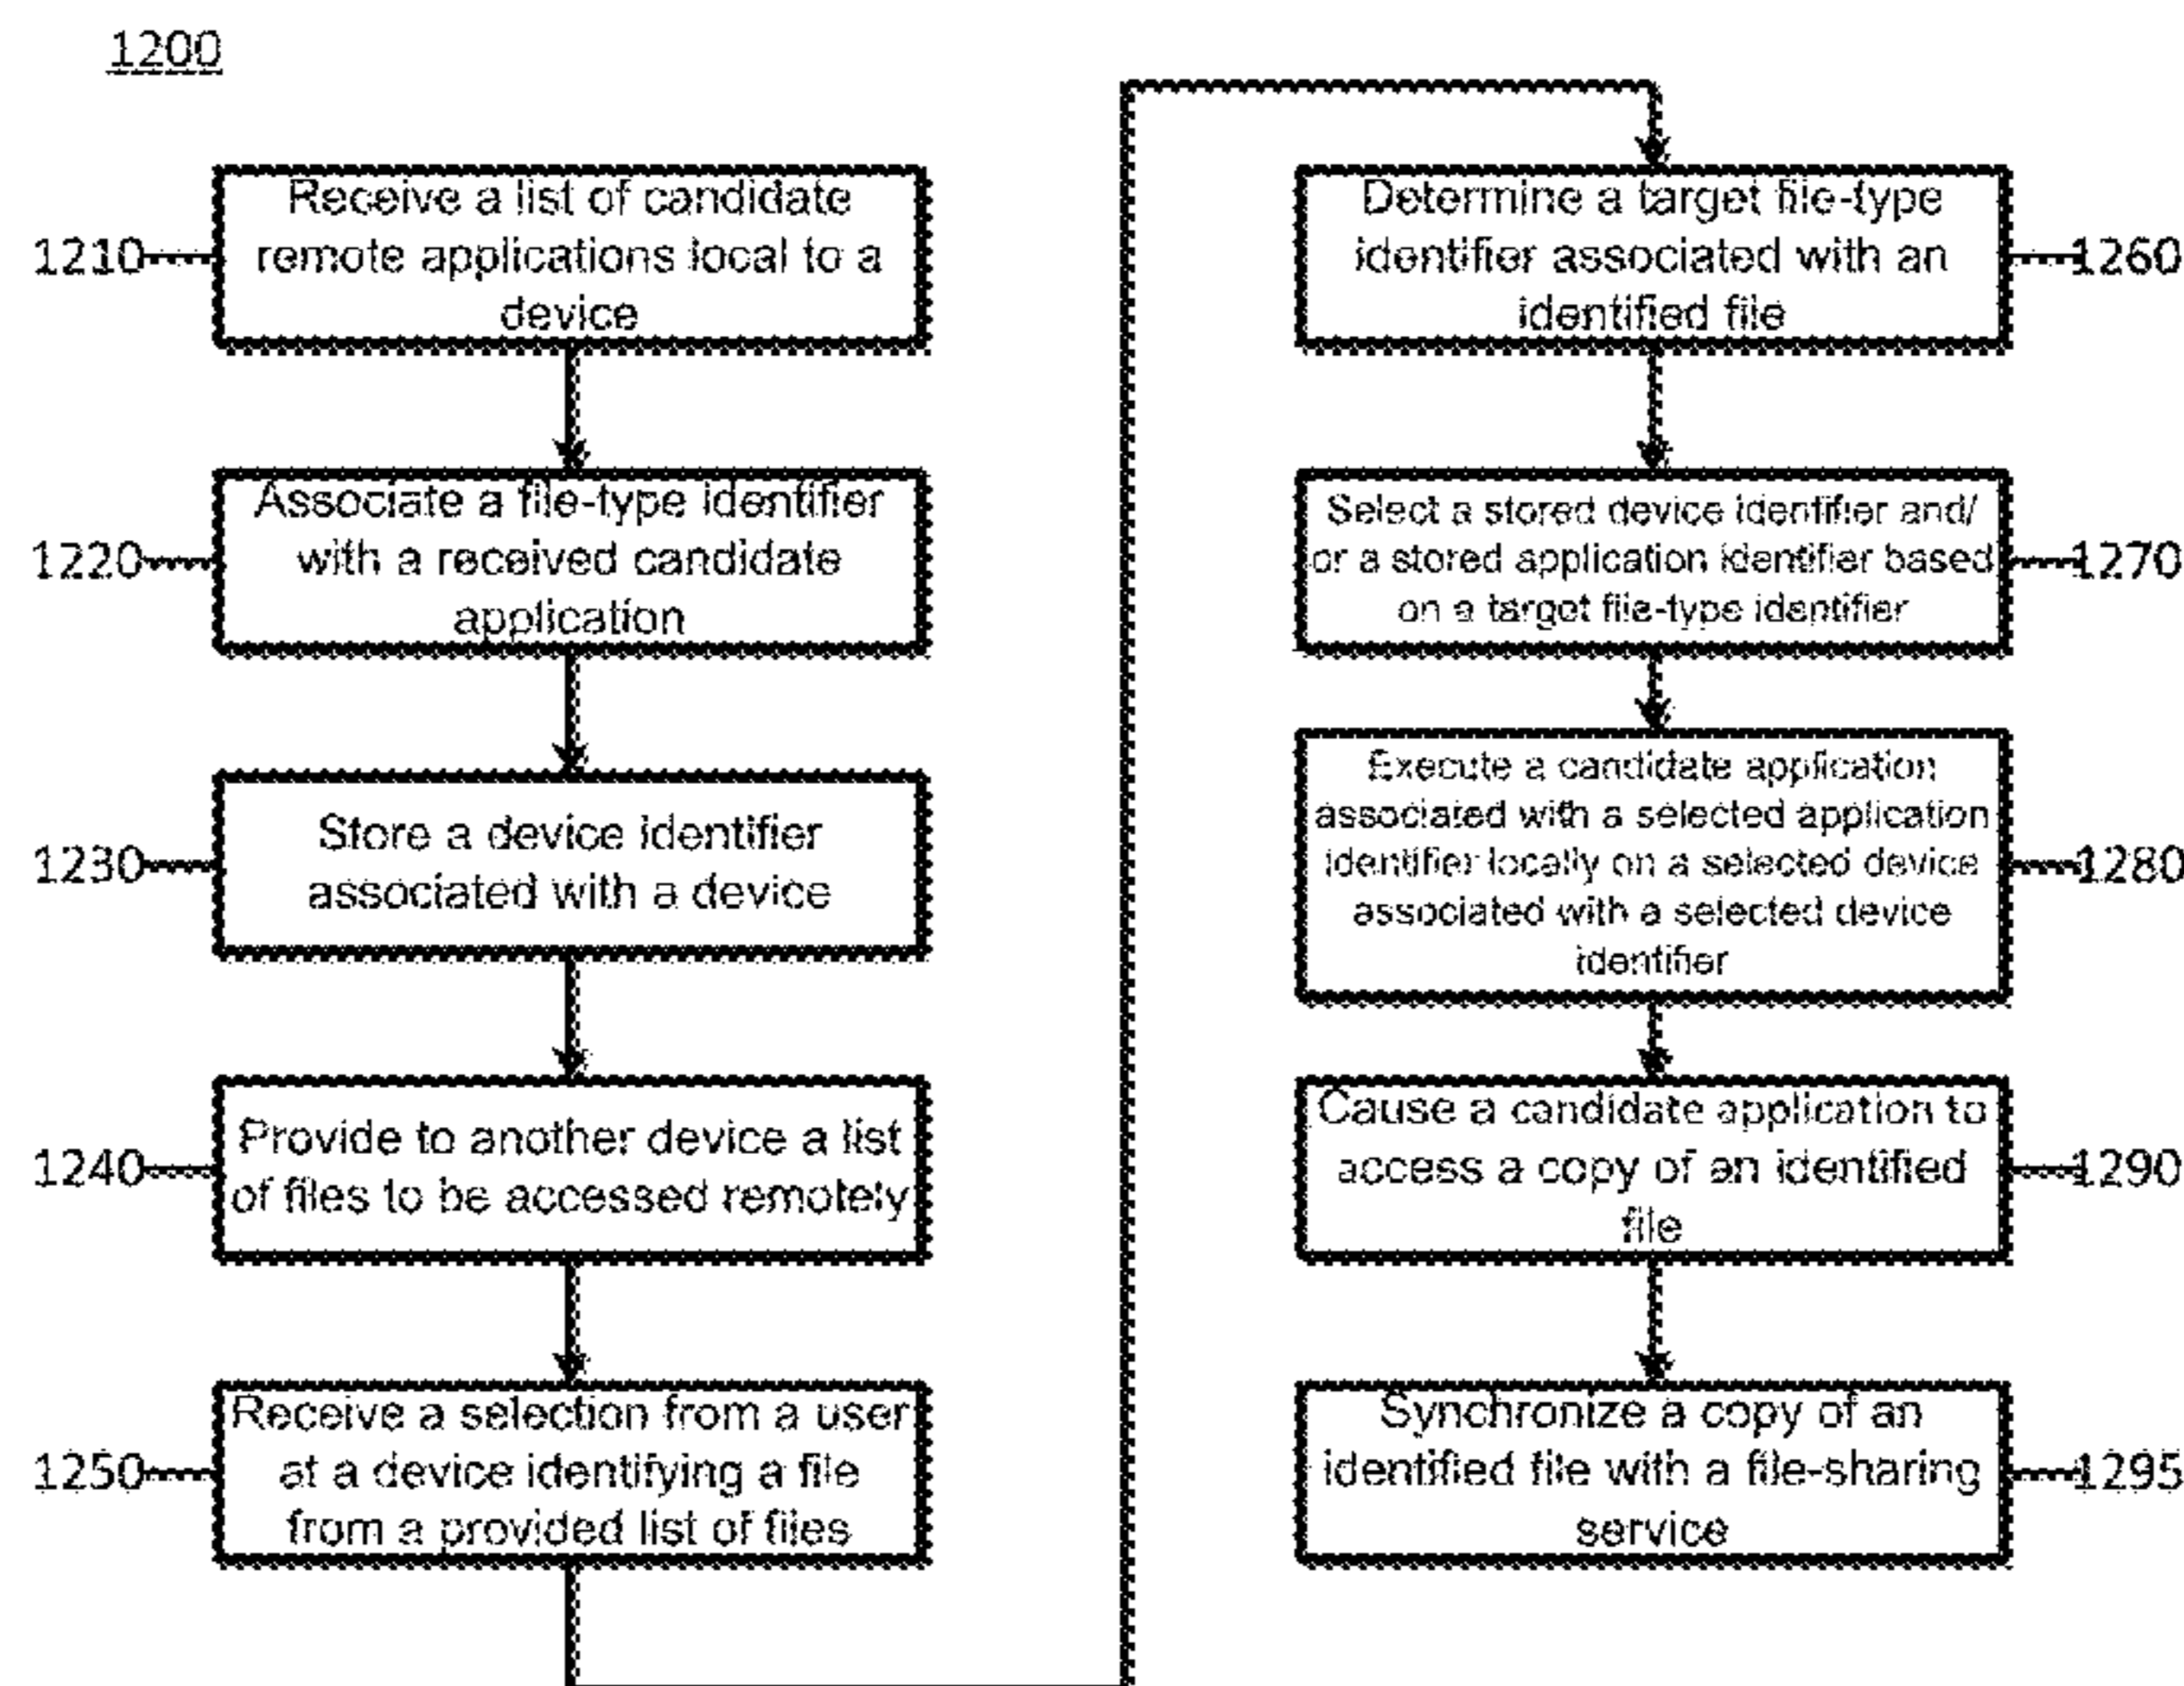 1200
1210
Receive a list of candidate
remote applications local to a
device
1220
Associate a file-type identifier
with a received candidate
application
1230
Store a device identifier
associated with a device
1240
Provide to another device a list
of files to be accessed remotely
1250
Receive a selection from a user
at a device identifying a file
from a provided list of files
Determine a target file-type
identifier associated with an
identified file
1260
Select a stored device identifier and/
or a stored application identifier based
on a target file-type identifier
1270
Execute a candidate application
associated with a selected application
identifier locally on a selected device
associated with a selected device
identifier
1280
Cause a candidate application to
access a copy of an identified
file
1290
Synchronize a copy of an
identified file with a file-sharing
service
1295